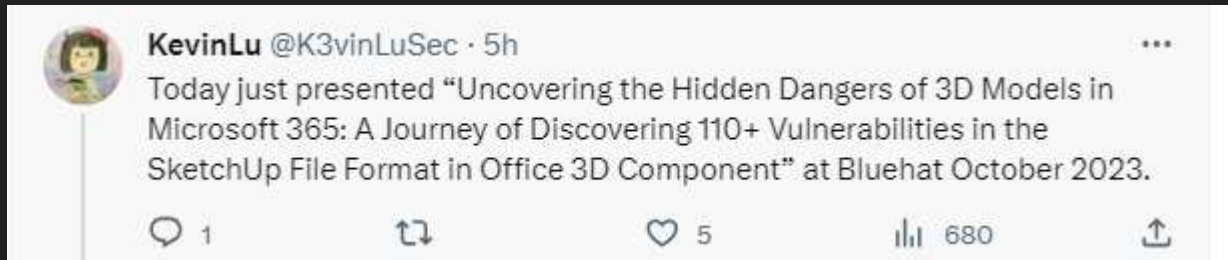 KevinLu @K3vinLuSec · 5h
Today just presented “Uncovering the Hidden Dangers of 3D Models in
Microsoft 365: A Journey of Discovering 110+ Vulnerabilities in the
SketchUp File Format in Office 3D Component” at Bluehat October 2023.
1 5 680